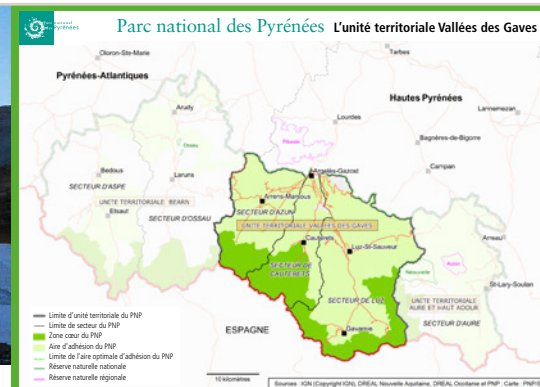 Parc national des Pyrénées L'unité territoriale Vallées des Gaves
Oloron-Ste-Marie
Tarbes
Pyrénées-Atlantiques
Hautes Pyrénées
Arudy
Lourdes
Lannemezan
Pibeste
Ossau
Bagnères-de-Bigorre
Bedous
Laruns
Argelès-Gazost
Campan
SECTEUR D'ASPE
Arrens-Marsous
UNITE TERRITORIALE BEARN
SECTEUR D'AZUN
Etsaut
SECTEUR D'OSSAU
UNITE TERRITORIALE VALLEES DES GAVES
Cauterets
Luz-St-Sauveur
Arreau
SECTEUR DE
CAUTERETS
Néouvielle
Aulon
SECTEUR DE LUZ
St-Lary-Soulan
UNITE TERRITORIALE
AURE ET HAUT ADOUR
SECTEUR D'AURE
ESPAGNE
Gavarnie
Limite d'unité territoriale du PNP
Limite de secteur du PNP
Zone cœur du PNP
Aire d'adhésion du PNP
Limite de l'aire optimale d'adhésion du PNP
Réserve naturelle nationale
Réserve naturelle régionale
10 kilomètres
Sources : IGN (Copyright IGN), DREAL Nouvelle Aquitaine, DREAL Occitanie et PNP. Carte : PNP/S